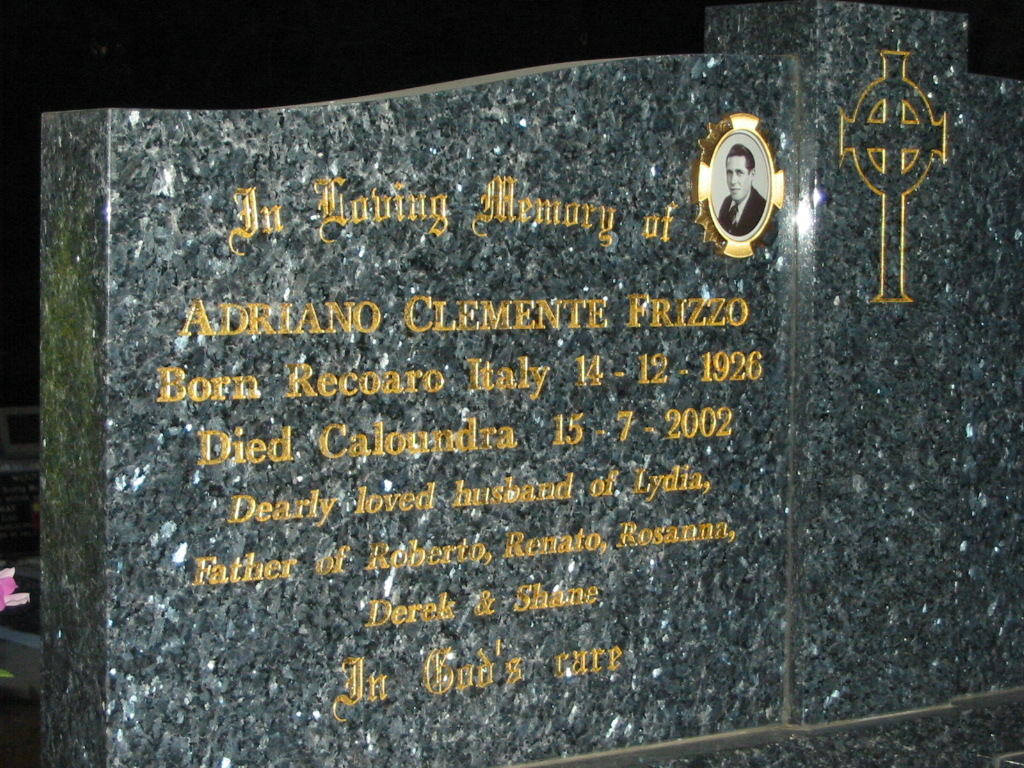 In Loving Memory of
ADRIANO CLEMENTE FRIZZO
Born Recoaro Italy 14 - 12 - 1926
Died Caloundra 15 - 7 - 2002
Dearly loved husband of Lydia,
Father of Roberto, Renato, Rosanna,
Derek & Shane
In God's care